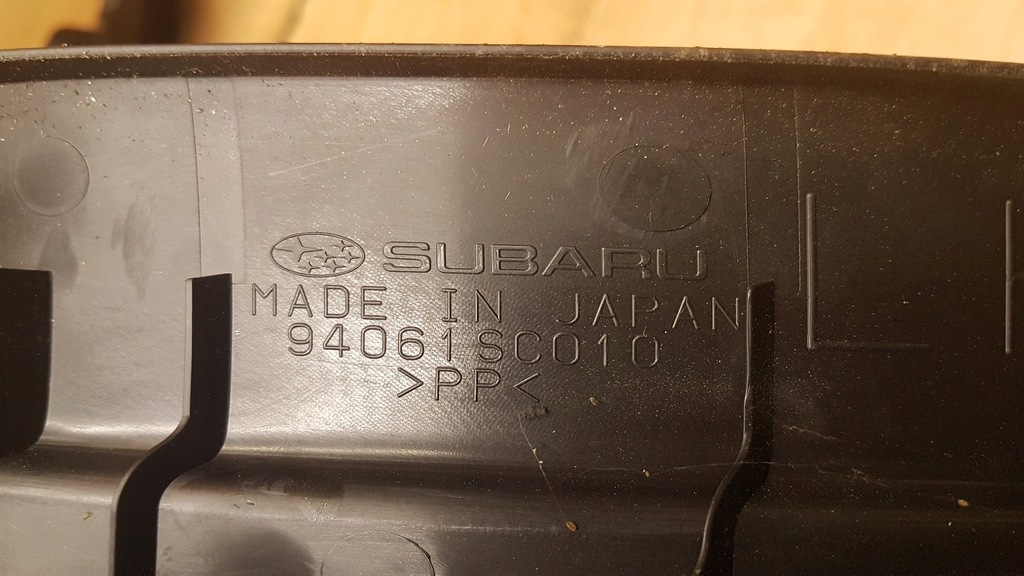 SUBARU
MADE IN JAPAN
94061SC010
>PP<
L